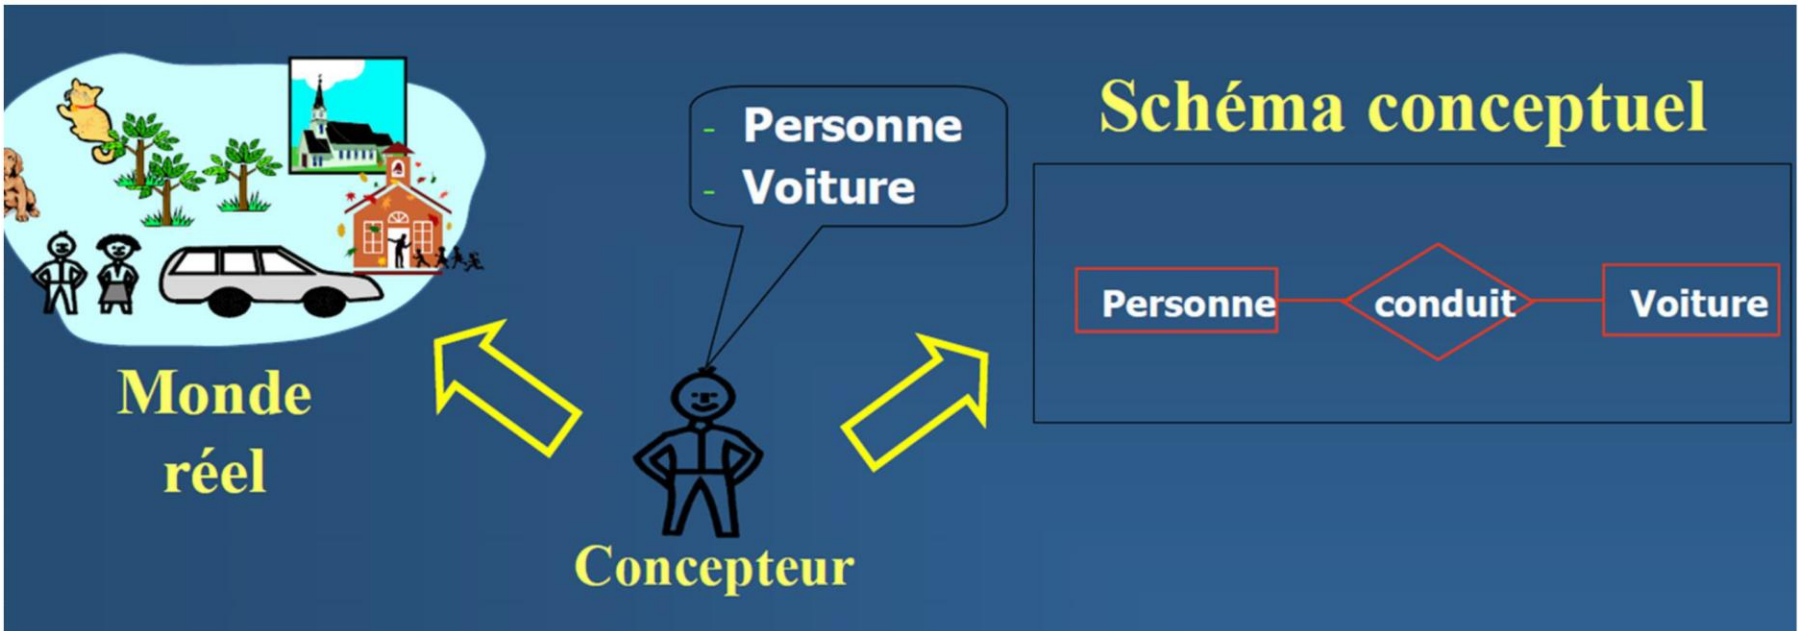 Monde
réel
- Personne
- Voiture
Concepteur
Schéma conceptuel
Personne
conduit
Voiture